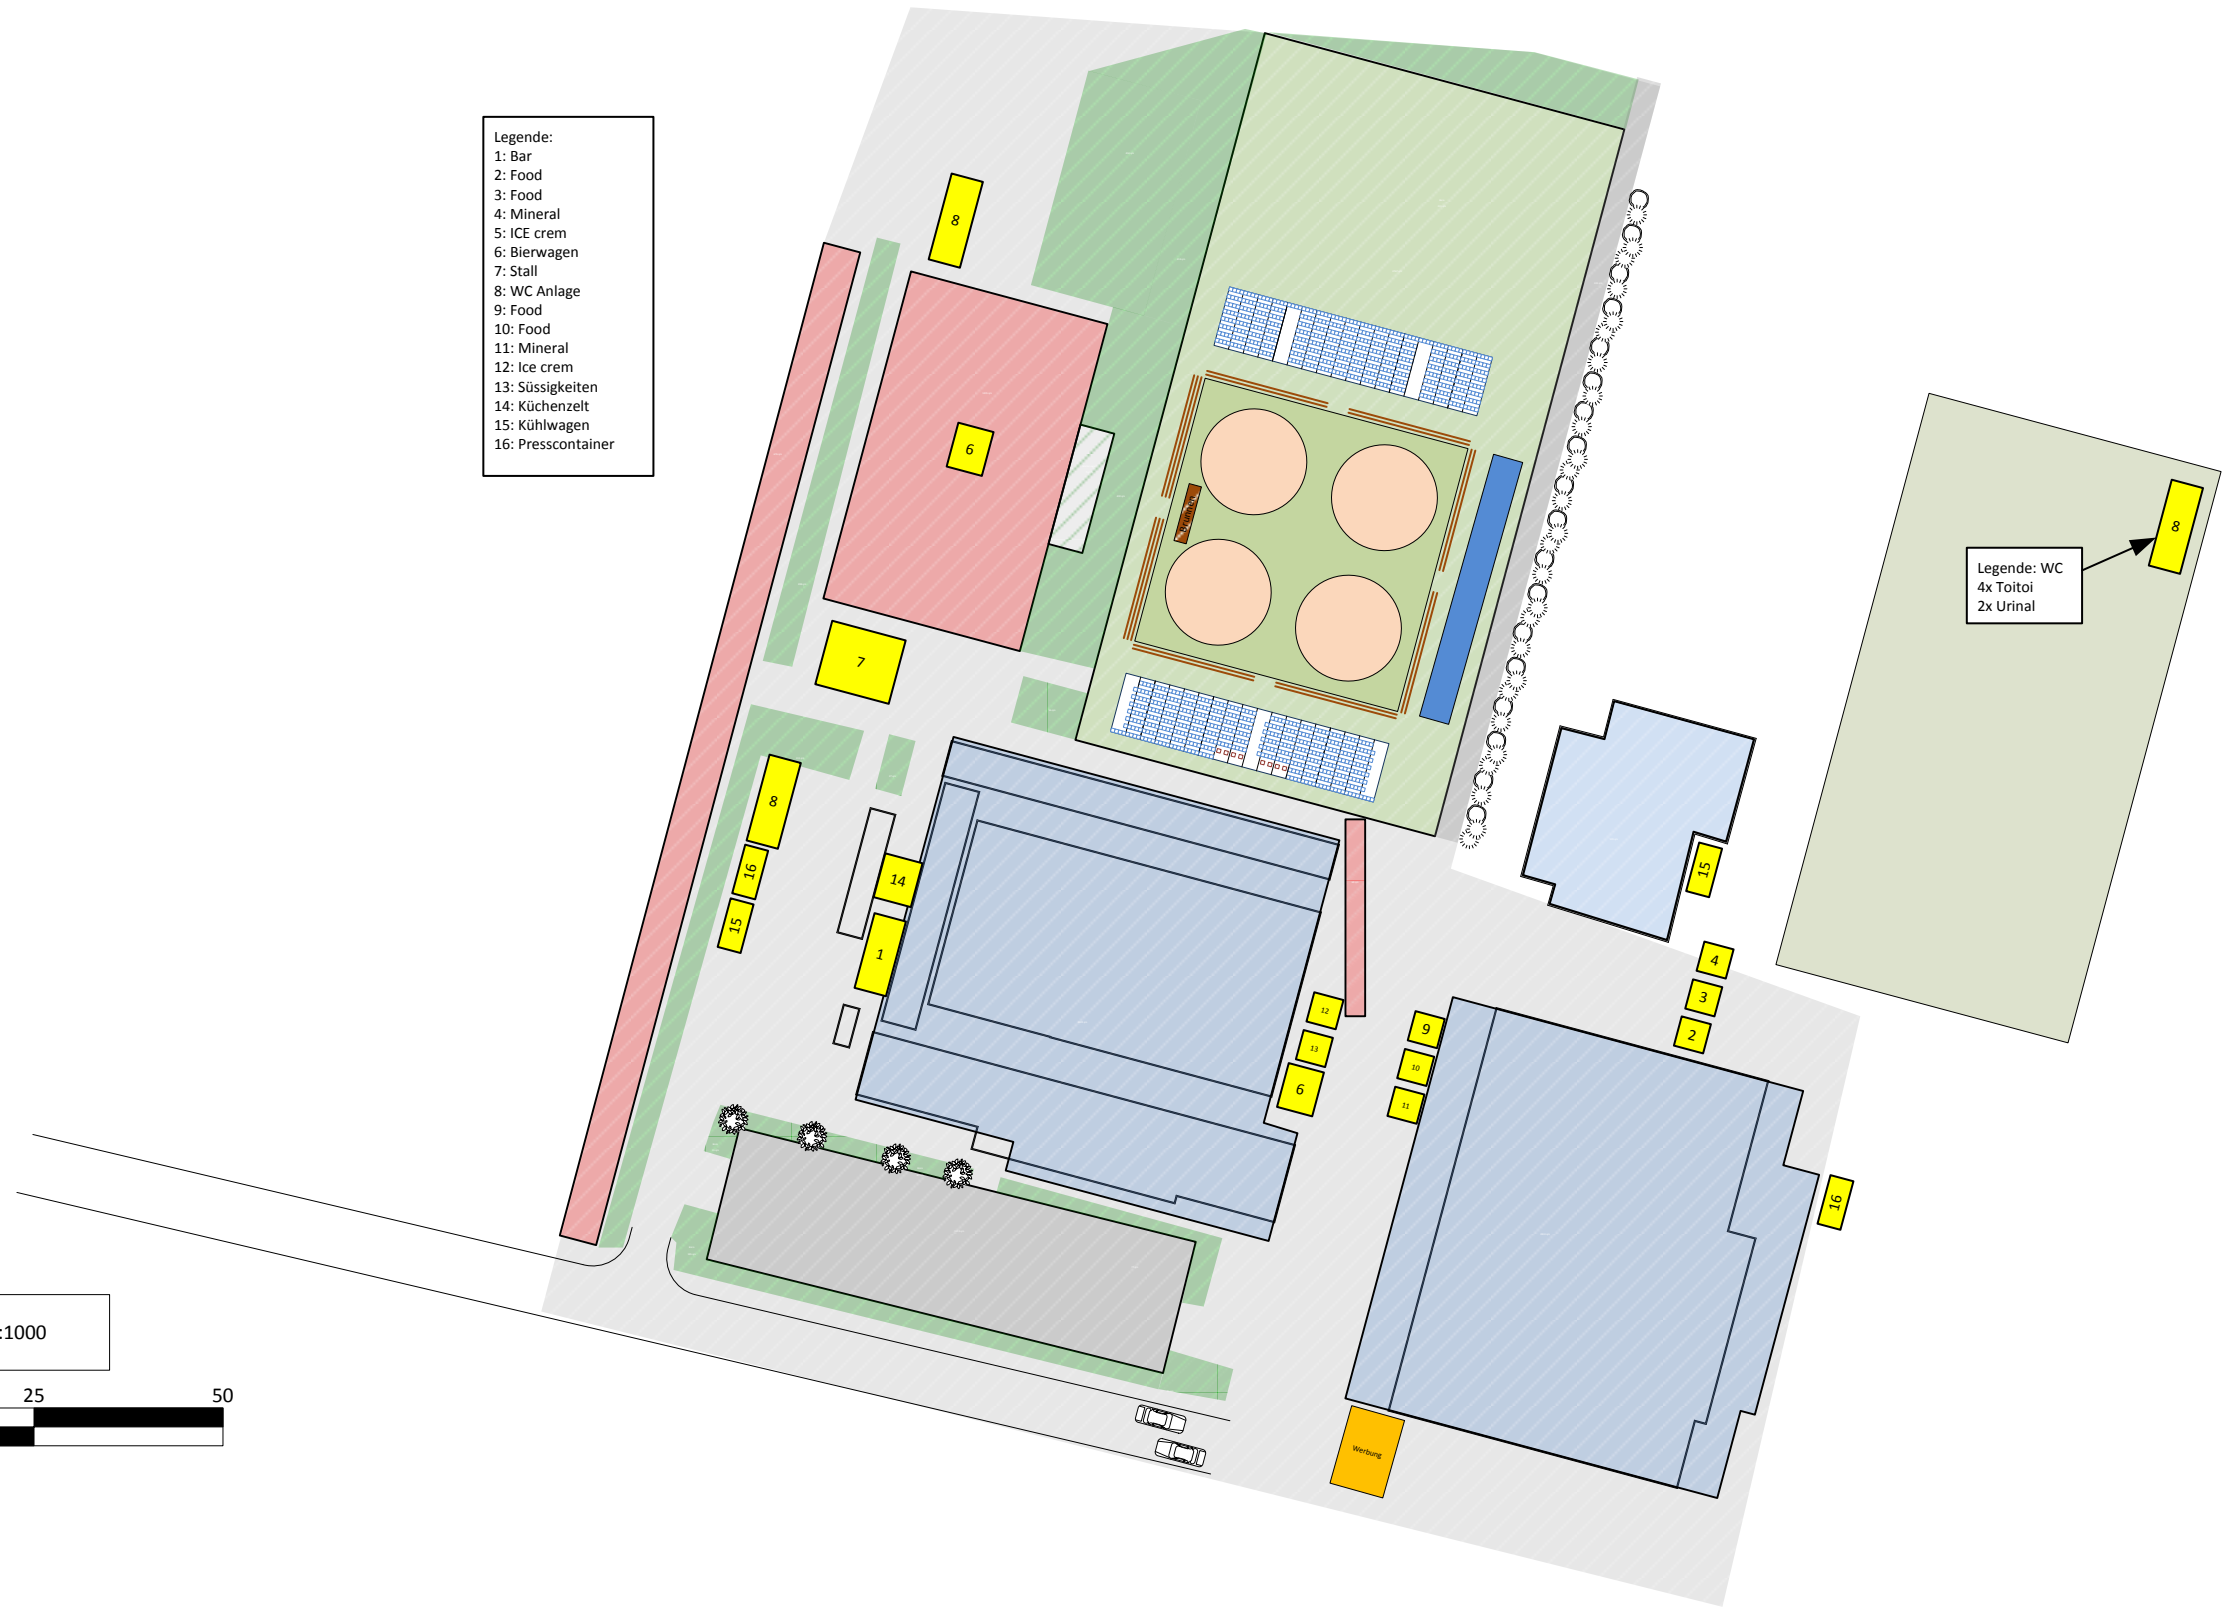 Legende:
1: Bar
2: Food
3: Food
4: Mineral
5: ICE crem
6: Bierwagen
7: Stall
8: WC Anlage
9: Food
10: Food
11: Mineral
12: Ice crem
13: Süssigkeiten
14: Küchenzelt
15: Kühlwagen
16: Presscontainer
8
6
Brunnen
8
Legende: WC
4x Toitoi
2x Urinal
7
8
16
15
14
1
15
4
3
2
12
13
6
9
10
11
16
:1000
25 50
Werbung